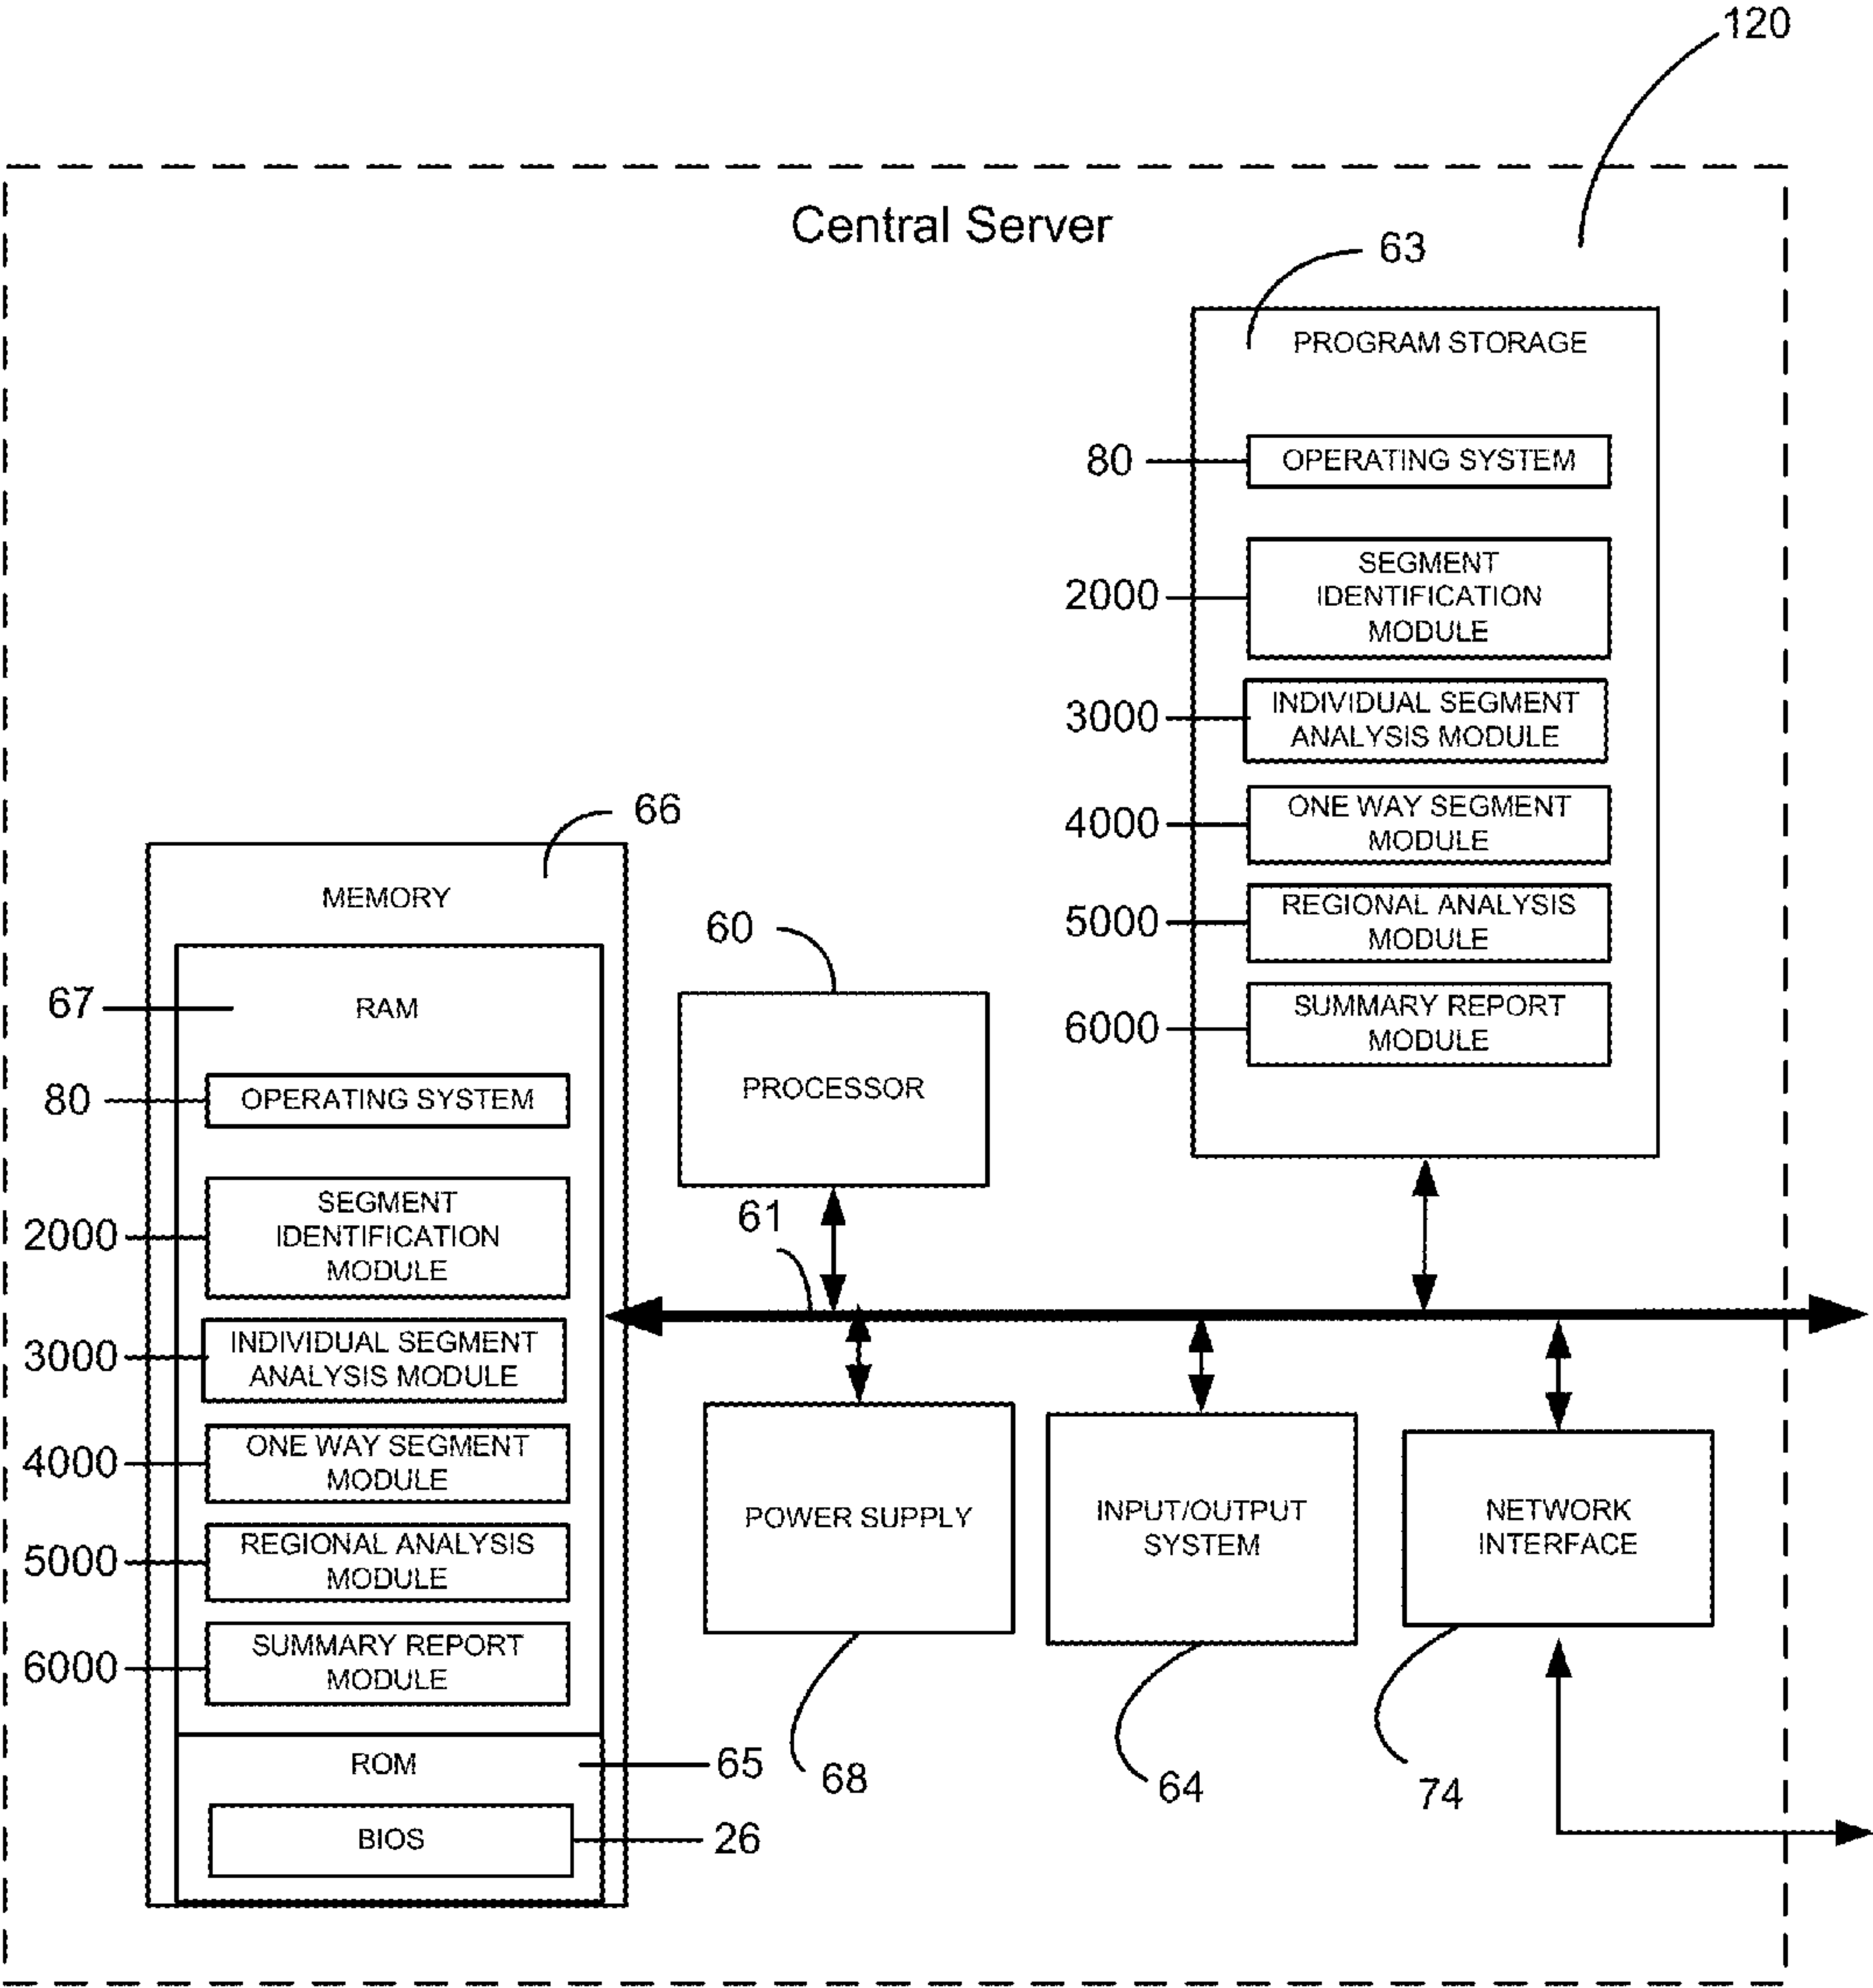 120
Central Server
63
PROGRAM STORAGE
80
OPERATING SYSTEM
2000
SEGMENT
IDENTIFICATION
MODULE
3000
INDIVIDUAL SEGMENT
ANALYSIS MODULE
4000
ONE WAY SEGMENT
MODULE
5000
REGIONAL ANALYSIS
MODULE
6000
SUMMARY REPORT
MODULE
66
MEMORY
67
RAM
80
OPERATING SYSTEM
2000
SEGMENT
IDENTIFICATION
MODULE
3000
INDIVIDUAL SEGMENT
ANALYSIS MODULE
4000
ONE WAY SEGMENT
MODULE
5000
REGIONAL ANALYSIS
MODULE
6000
SUMMARY REPORT
MODULE
ROM
65
BIOS
26
60
PROCESSOR
61
POWER SUPPLY
68
INPUT/OUTPUT
SYSTEM
64
NETWORK
INTERFACE
74